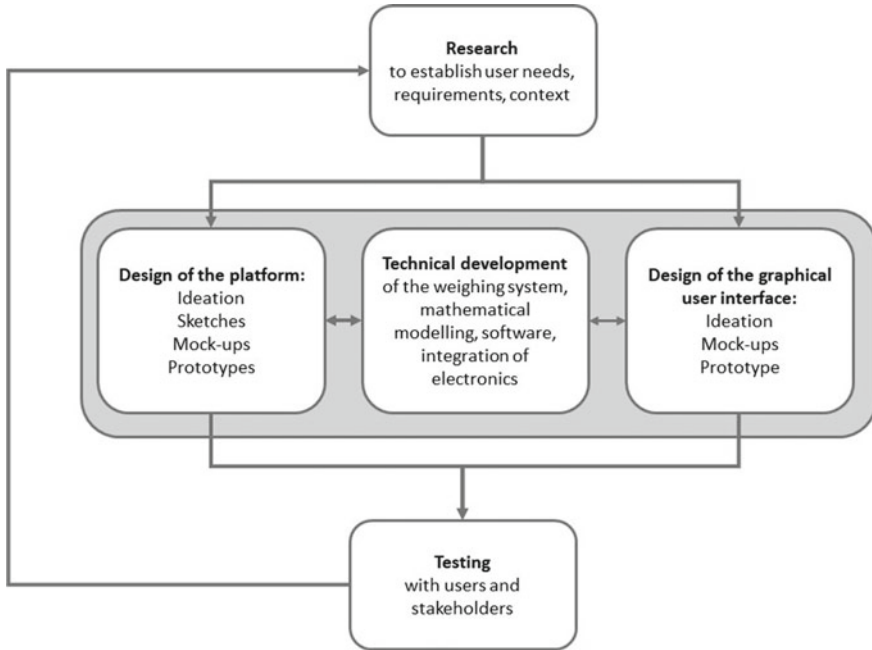 Research
to establish user needs,
requirements, context
Design of the platform:
Ideation
Sketches
Mock-ups
Prototypes
Technical development
of the weighing system,
mathematical
modelling, software,
integration of
electronics
Design of the graphical
user interface:
Ideation
Mock-ups
Prototype
Testing
with users and
stakeholders